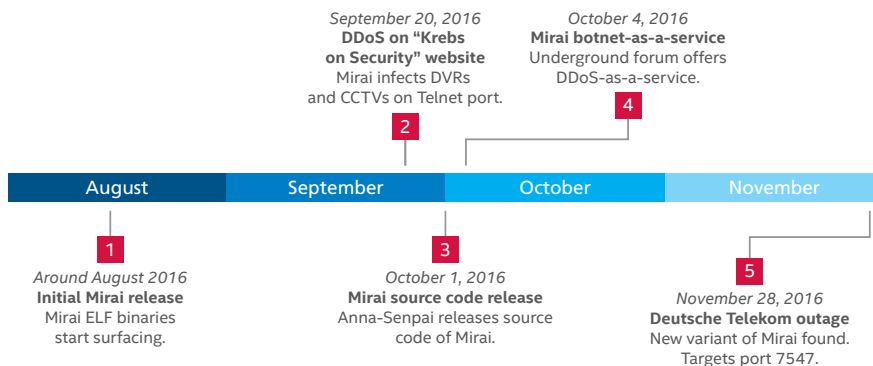 September 20, 2016
DDoS on “Krebs
on Security” website
Mirai infects DVRs
and CCTVs on Telnet port.
2
October 4, 2016
Mirai botnet-as-a-service
Underground forum offers
DDoS-as-a-service.
4
August
September
October
November
1
Around August 2016
Initial Mirai release
Mirai ELF binaries
start surfacing.
3
October 1, 2016
Mirai source code release
Anna-Senpai releases source
code of Mirai.
5
November 28, 2016
Deutsche Telekom outage
New variant of Mirai found.
Targets port 7547.